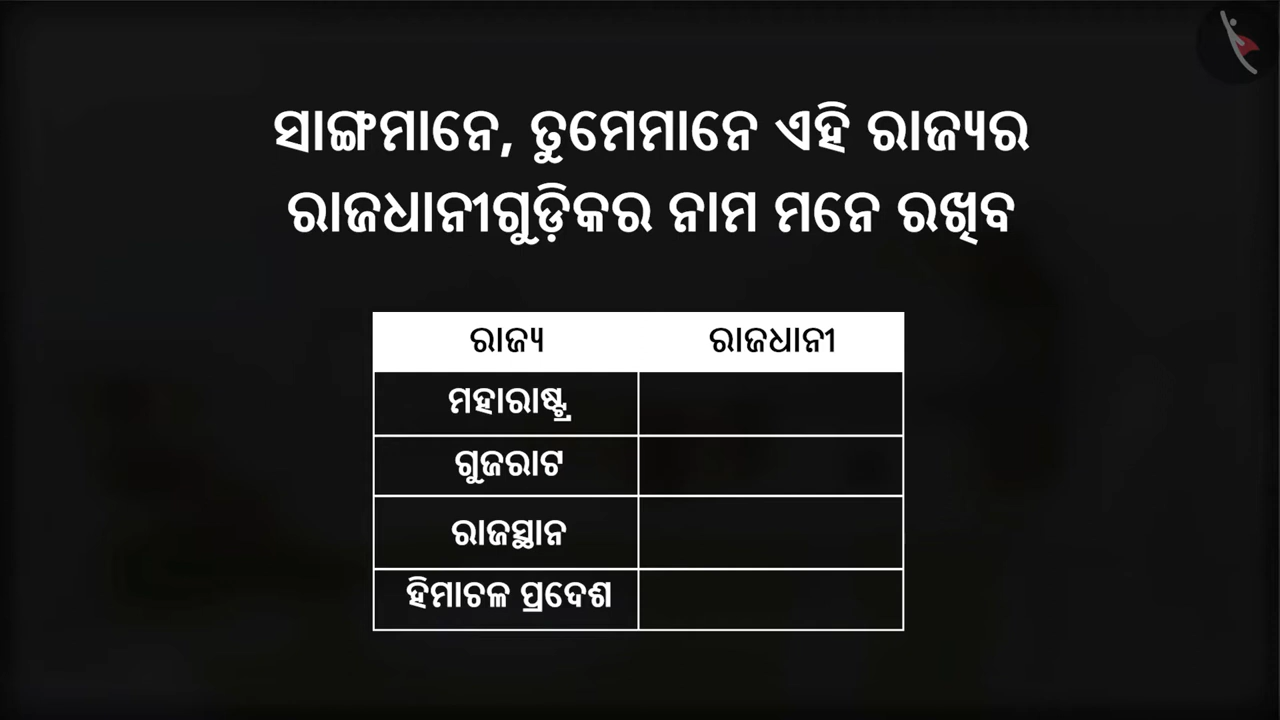 ସାଙ୍ଗମାନେ, ତୁମେମାନେ ଏହି ରାଜ୍ୟର
ରାଜଧାନୀଗୁଡ଼ିକର ନାମ ମନେ ରଖିବ
ରାଜ୍ୟ ରାଜଧାନୀ
ମହାରାଷ୍ଟ୍ର
ଗୁଜରାଟ
ରାଜସ୍ଥାନ
ହିମାଚଳ ପ୍ରଦେଶ